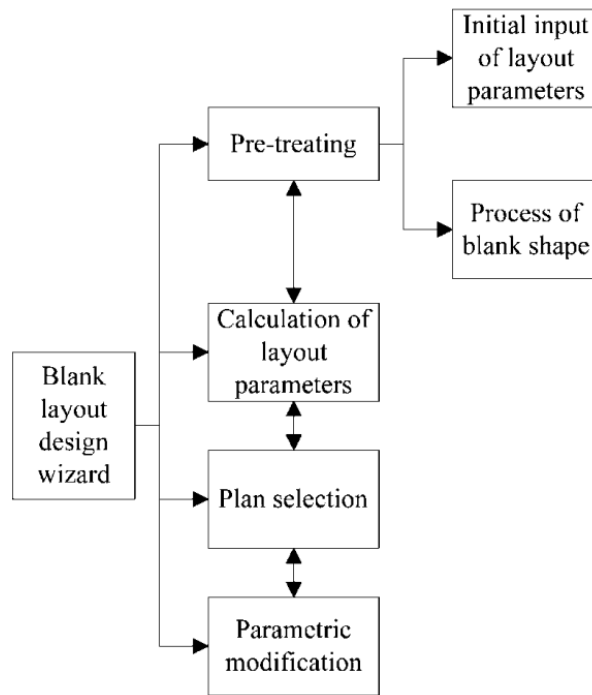 Initial input
of layout
parameters
Pre-treating
Process of
blank shape
Calculation of
layout
parameters
Blank
layout
design
wizard
Plan selection
Parametric
modification